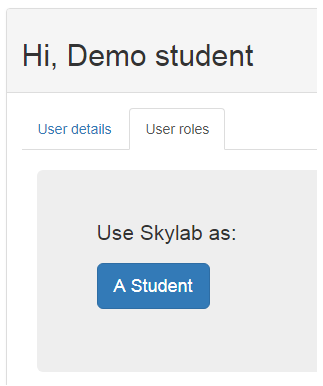 Hi, Demo student
User details User roles
Use Skylab as:
A Student